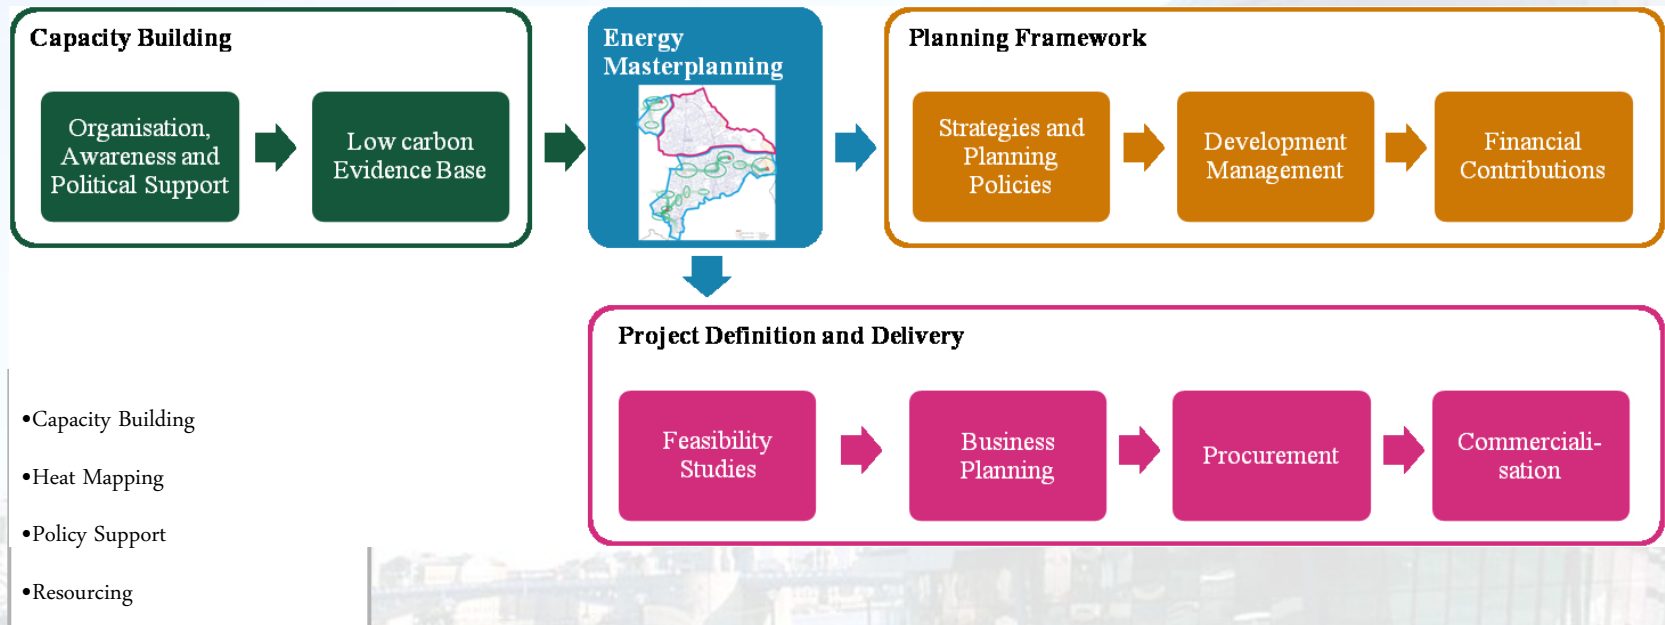 Capacity Building
Organisation,
Awareness and
Political Support
Low carbon
Evidence Base
Energy
Masterplanning
Planning Framework
Strategies and
Planning
Policies
Development
Management
Financial
Contributions
Project Definition and Delivery
Feasibility
Studies
Business
Planning
Procurement
Commerciali-
sation
•Capacity Building
•Heat Mapping
•Policy Support
•Resourcing